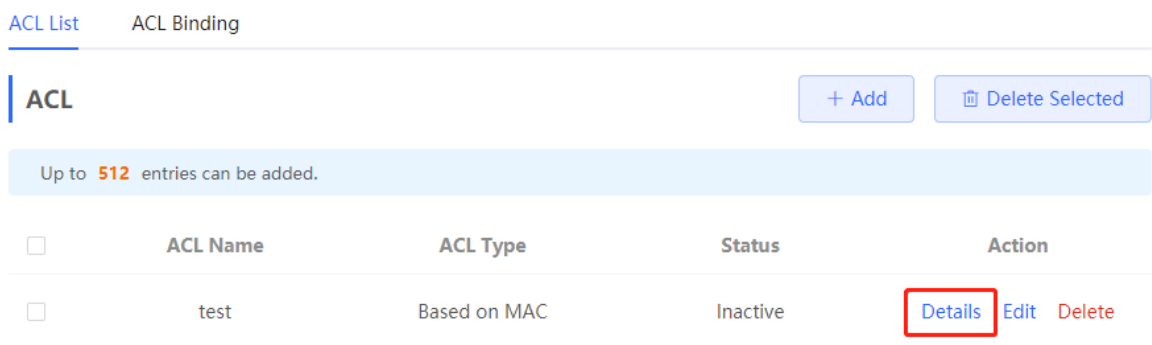 ACL List ACL Binding
ACL + Add Delete Selected
Up to 512 entries can be added.
ACL Name ACL Type Status Action
test Based on MAC Inactive Details Edit Delete